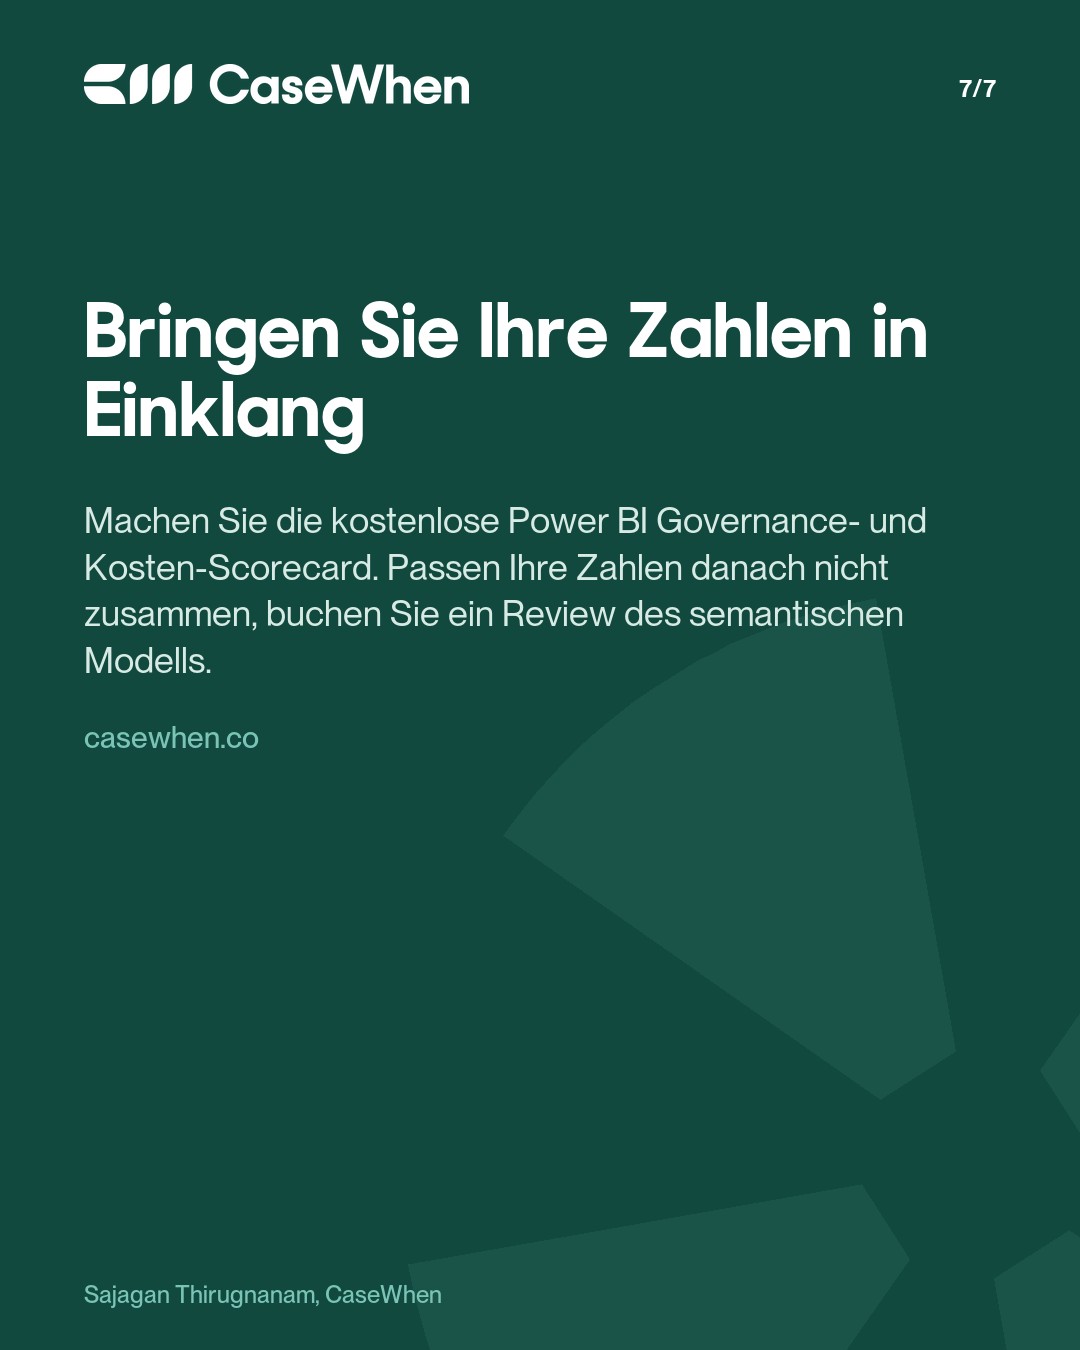 CaseWhen
7/7
Bringen Sie Ihre Zahlen in
Einklang
Machen Sie die kostenlose Power BI Governance- und
Kosten-Scorecard. Passen Ihre Zahlen danach nicht
zusammen, buchen Sie ein Review des semantischen
Modells.
casewhen.co
Sajagan Thirugnanam, CaseWhen